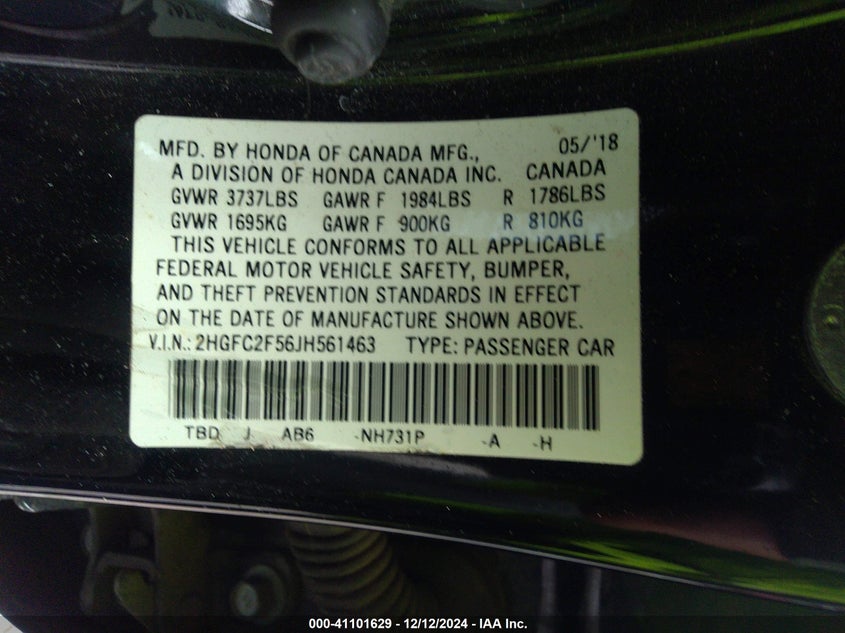 MFD. BY HONDA OF CANADA MFG., 05/'18
A DIVISION OF HONDA CANADA INC. CANADA
GVWR 3737LBS GAWR F 1984LBS R 1786LBS
GVWR 1695KG GAWR F 900KG R 810KG
THIS VEHICLE CONFORMS TO ALL APPLICABLE
FEDERAL MOTOR VEHICLE SAFETY, BUMPER,
AND THEFT PREVENTION STANDARDS IN EFFECT
ON THE DATE OF MANUFACTURE SHOWN ABOVE.
V.I.N.: 2HGFC2F56JH561463 TYPE: PASSENGER CAR
TBD J AB6 -NH731P -A -H
000-41101629 - 12/12/2024 - IAA Inc.